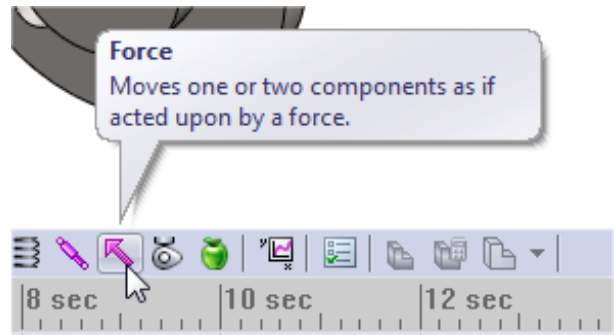 Force
Moves one or two components as if
acted upon by a force.
8 sec 10 sec 12 sec